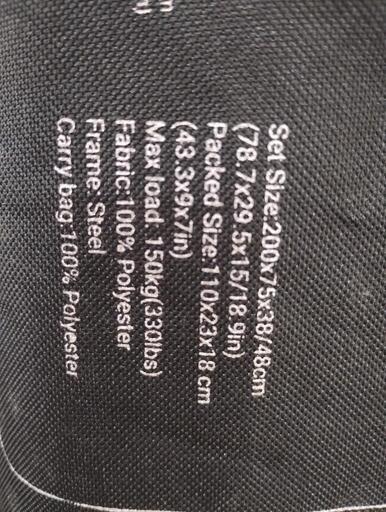 Set Size:200x75x38/48cm
(78.7x29.5x15/18.9in)
Packed Size:110x23x18 cm
(43.3x9x7in)
Max load: 150kg(330lbs)
Fabric:100% Polyester
Frame: Steel
Carry bag:100% Polyester